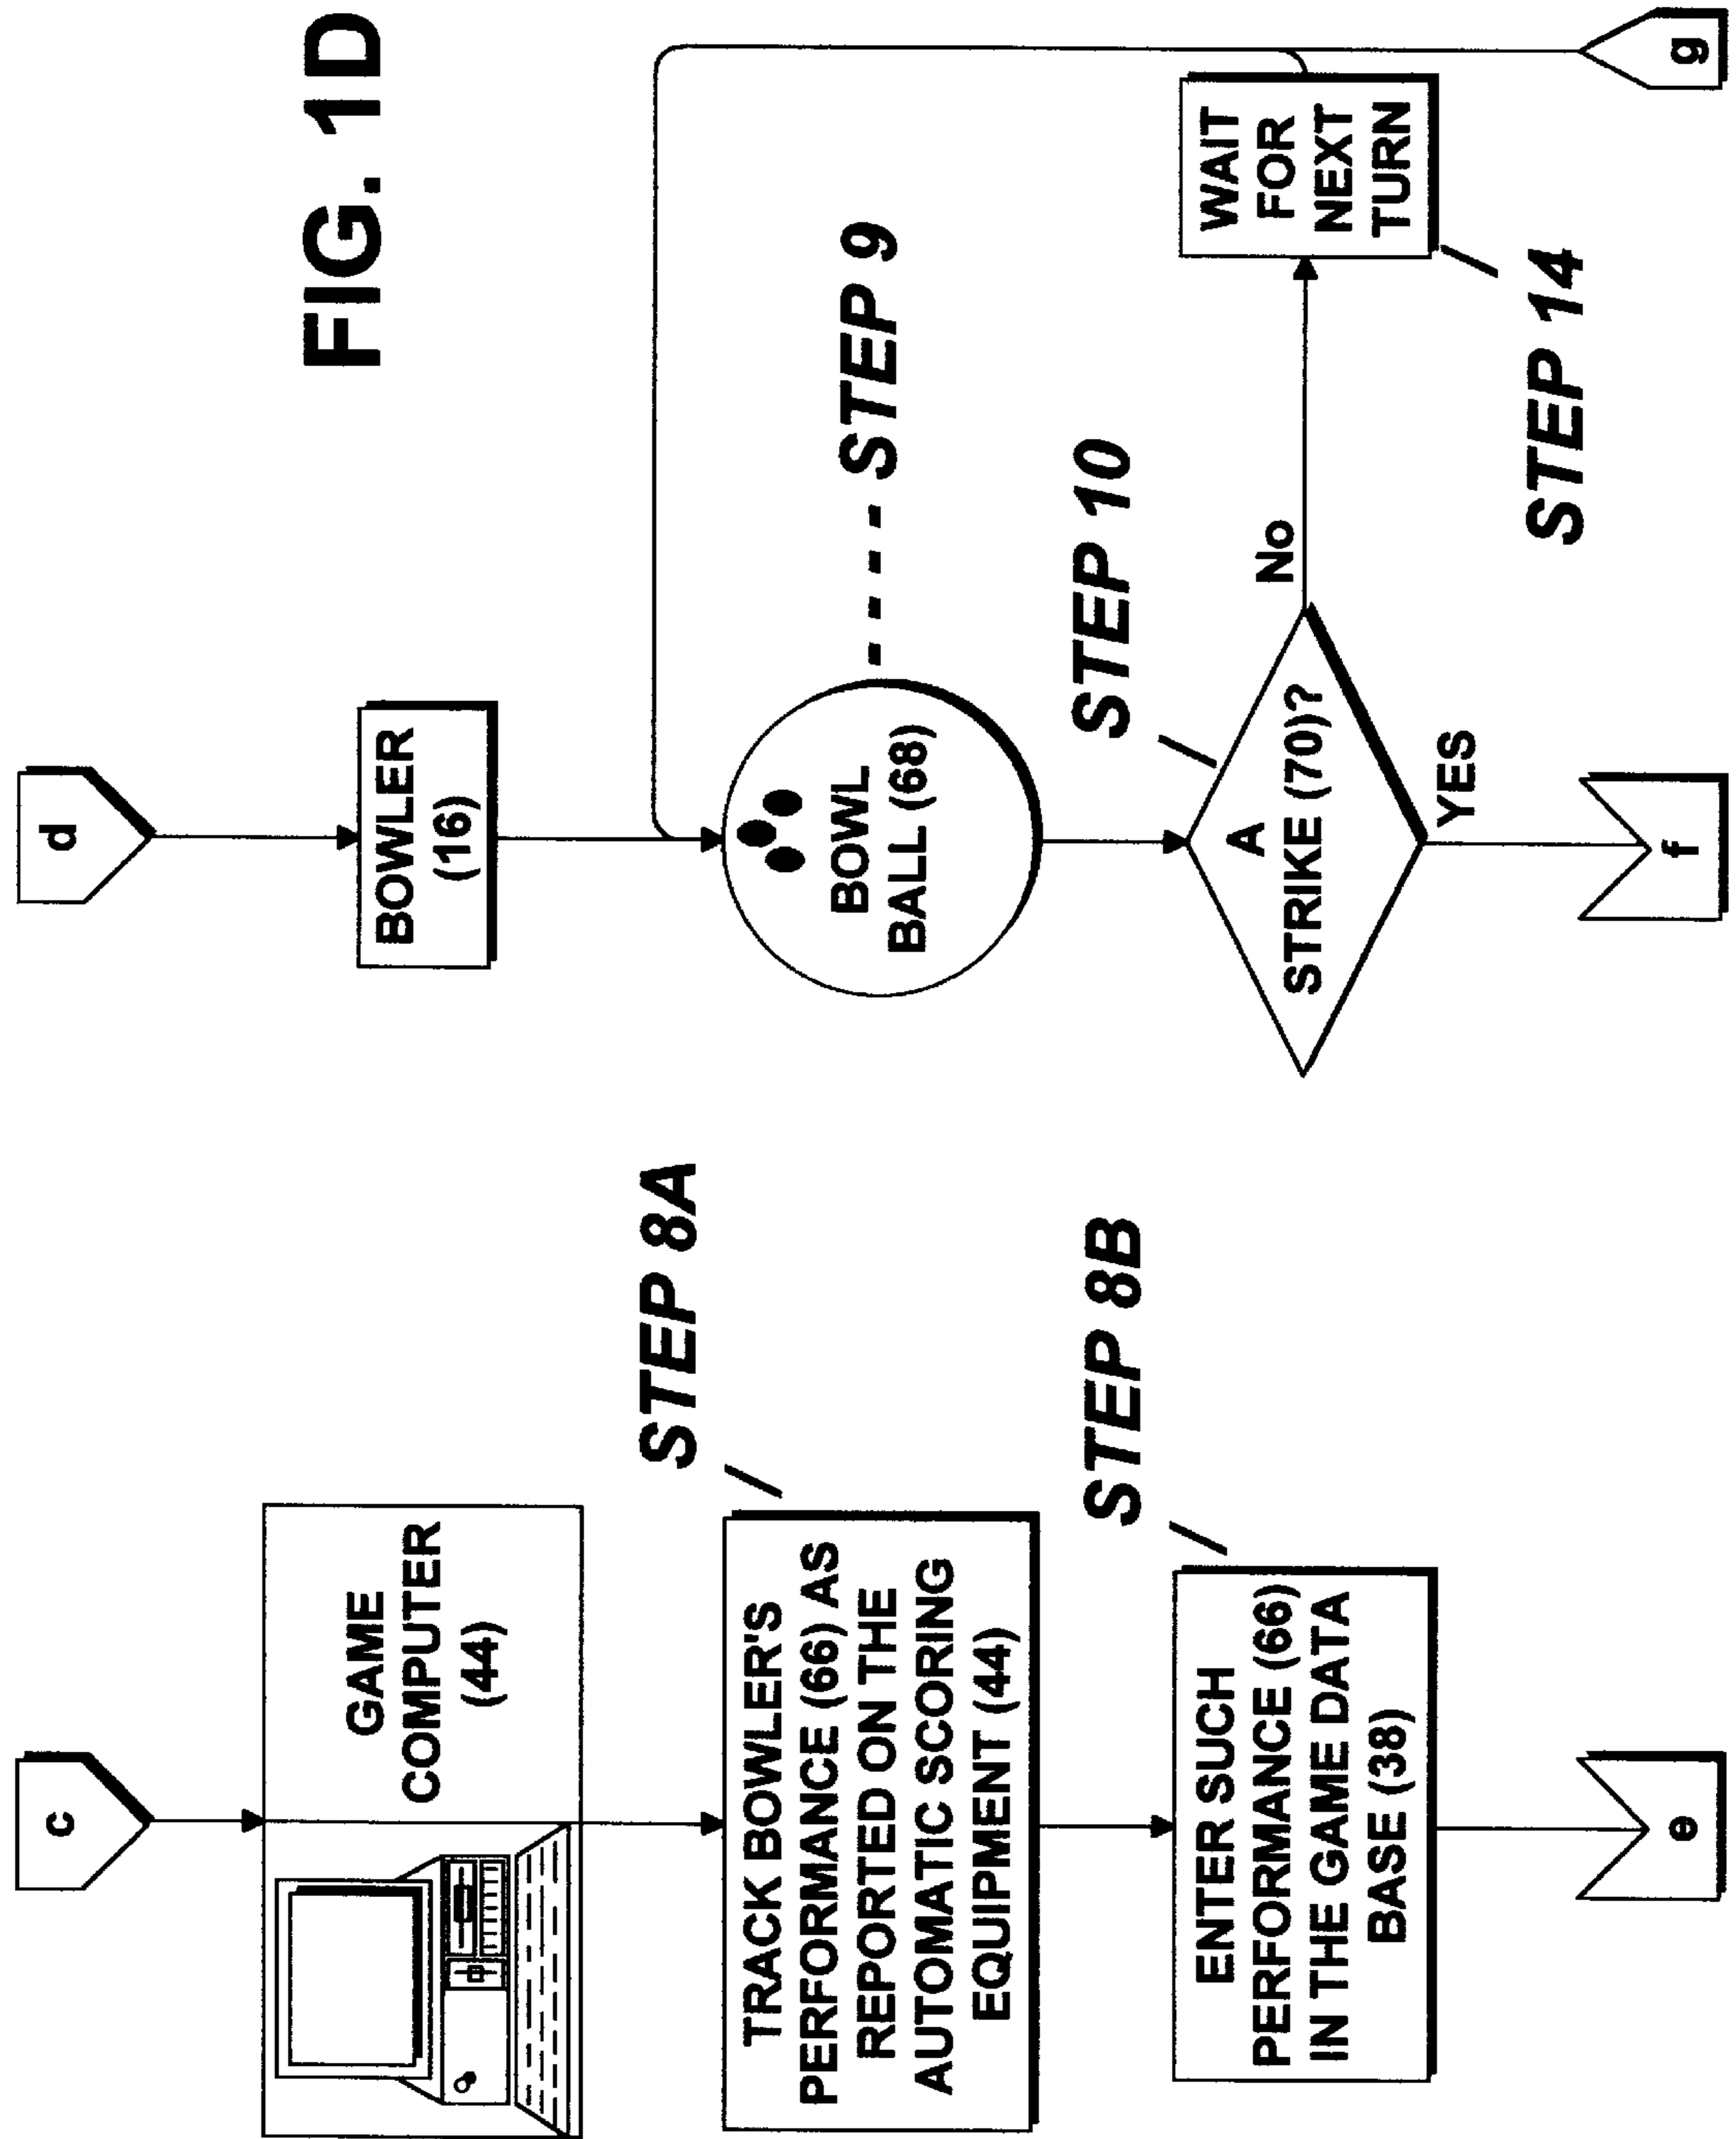 FIG. 1D
c
GAME
COMPUTER
(44)
STEP 8A
TRACK BOWLER'S
PERFORMANCE (66) AS
REPORTED ON THE
AUTOMATIC SCORING
EQUIPMENT (44)
STEP 8B
ENTER SUCH
PERFORMANCE (66)
IN THE GAME DATA
BASE (38)
e
d
BOWLER
(16)
BOWL
BALL (68)
STEP 9
STEP 10
A
STRIKE (70)?
No
YES
WAIT
FOR
NEXT
TURN
STEP 14
f
g